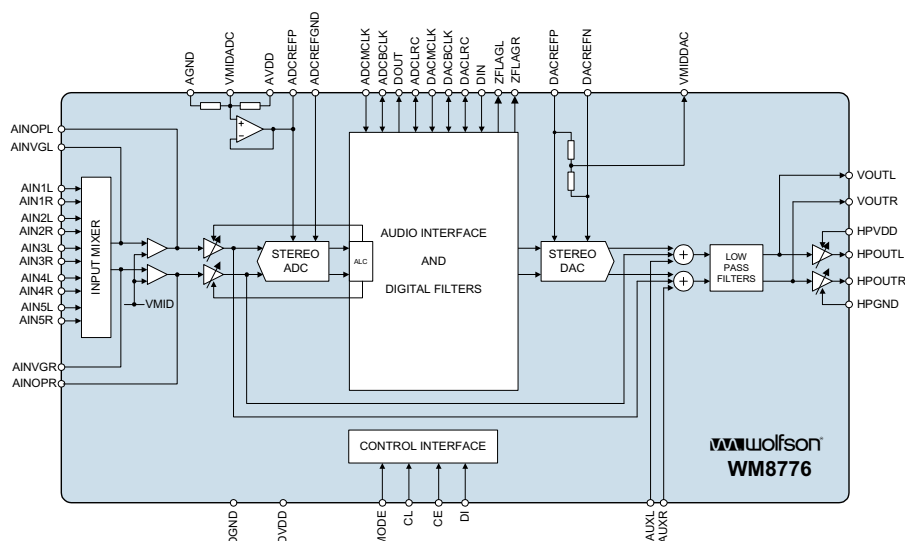 AGND
VMIDADC
AVDD
ADCREFP
ADCREFGND
ADCMCLK
ADCBCLK
DOUT
ADCLRC
DACMCLK
DACBCLK
DACLRC
DIN
ZFLAGL
ZFLAGR
DACREFP
DACREFN
VMIDDAC
AINOPL
AINVGL
AIN1L
AIN1R
AIN2L
AIN2R
AIN3L
AIN3R
AIN4L
AIN4R
AIN5L
AIN5R
AINVGR
AINOPR
INPUT MIXER
+
-
VMID
STEREO
ADC
ALC
AUDIO INTERFACE
AND
DIGITAL FILTERS
STEREO
DAC
+
+
LOW
PASS
FILTERS
VOUTL
VOUTR
HPVDD
HPOUTL
HPOUTR
HPGND
CONTROL INTERFACE
wolfson
WM8776
DGND
DVDD
MODE
CL
CE
DI
AUXL
AUXR